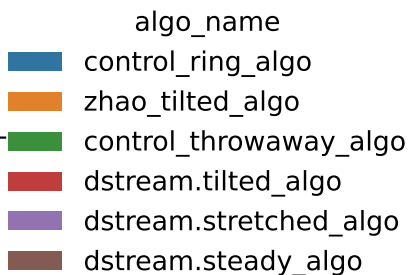 algo_name
control_ring_algo
zhao_tilted_algo
control_throwaway_algo
dstream.tilted_algo
dstream.stretched_algo
dstream.steady_algo